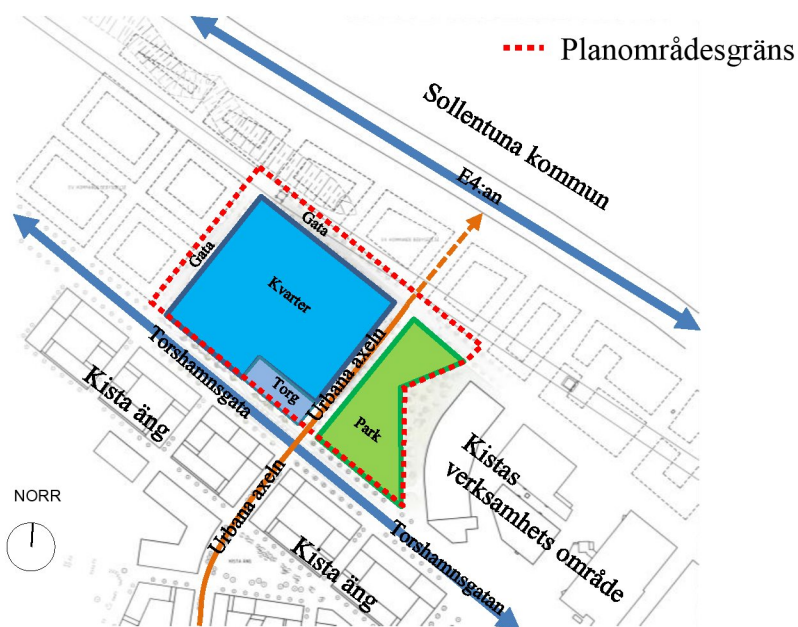 Planområdesgräns
Sollentuna kommun
E4:an
Gata
Gata
Kvarter
Torg
Urbana axeln
Park
Torshamnsgata
Kista äng
Kistas
verksamhets område
NORR
Urbana axeln
Kista äng
Torshamnsgatan